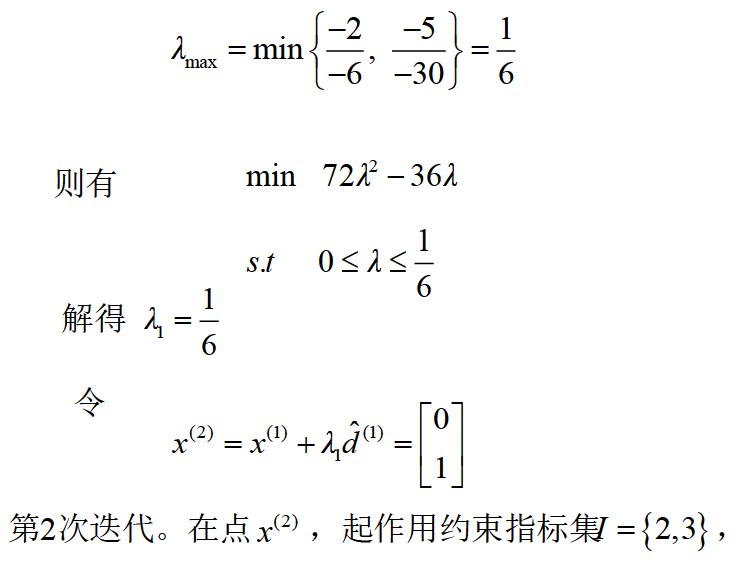 λmax = min{ -2/-6, -5/-30 } = 1/6
则有 min 72λ² − 36λ
s.t 0 ≤ λ ≤ 1/6
解得 λ₁ = 1/6
令
x⁽²⁾ = x⁽¹⁾ + λ₁d̂⁽¹⁾ = [0 1]
第2次迭代。在点 x⁽²⁾ ，起作用约束指标集I = {2,3}，